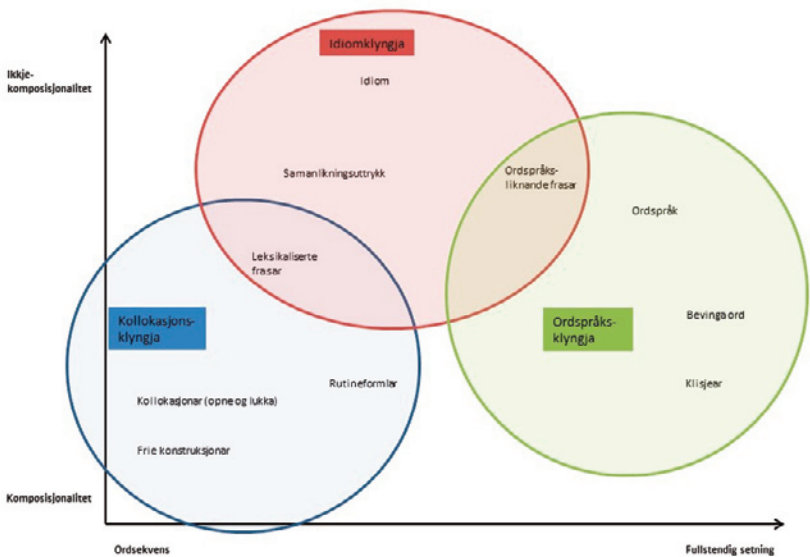 Idiomklyngja
Ikkje-
komposisjonalitet
Idiom
Samanlikningsuttrykk
Ordspråks-
liknande frasar
Ordspråk
Leksikaliserte
frasar
Kollokasjons-
klyngja
Ordspråks-
klyngja
Bevinga ord
Rutineformlar
Klisjear
Kollokasjonar (opne og lukka)
Frie konstruksjonar
Komposisjonalitet
Ordsekvens
Fullstendig setning